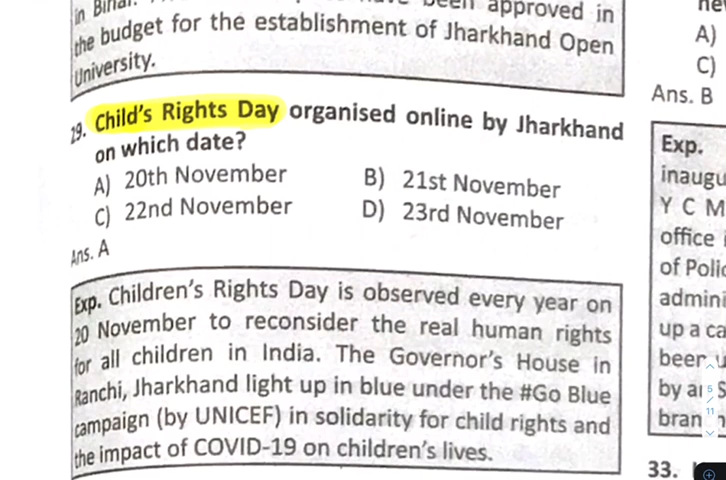 in Bihar.
been approved in
the budget for the establishment of Jharkhand Open
University.
29. Child's Rights Day organised online by Jharkhand
on which date?
A) 20th November B) 21st November
C) 22nd November D) 23rd November
Ans. A
Exp. Children's Rights Day is observed every year on
20 November to reconsider the real human rights
for all children in India. The Governor's House in
Ranchi, Jharkhand light up in blue under the #Go Blue
campaign (by UNICEF) in solidarity for child rights and
the impact of COVID-19 on children's lives.
A)
C)
Ans. B
Exp.
inaugu
Y C M
office
of Polic
admini
up a ca
beer
by a
bran
33.
5
11